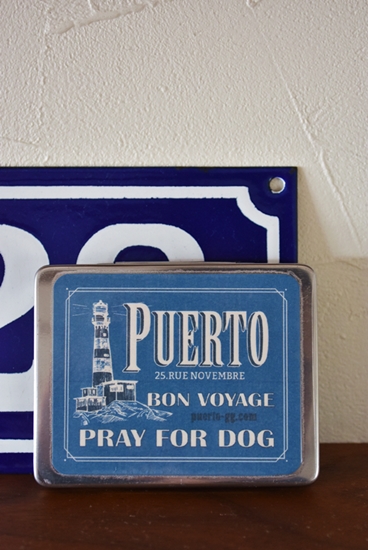 PUERTO
25.RUE NOVEMBRE
BON VOYAGE
puerto-gg.com
PRAY FOR DOG